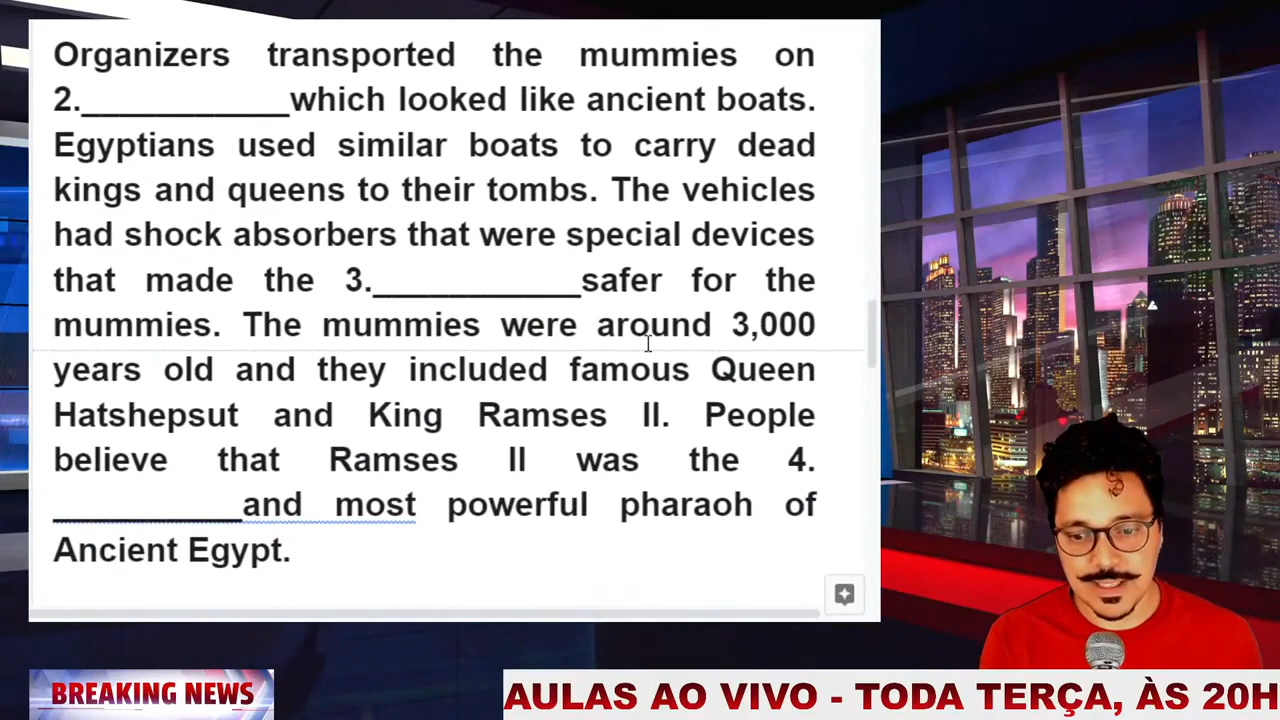 Organizers transported the mummies on
2.___________which looked like ancient boats.
Egyptians used similar boats to carry dead
kings and queens to their tombs. The vehicles
had shock absorbers that were special devices
that made the 3.___________safer for the
mummies. The mummies were around 3,000
years old and they included famous Queen
Hatshepsut and King Ramses II. People
believe that Ramses II was the 4.
__________and most powerful pharaoh of
Ancient Egypt.
BREAKING NEWS
AULAS AO VIVO - TODA TERÇA, ÀS 20H